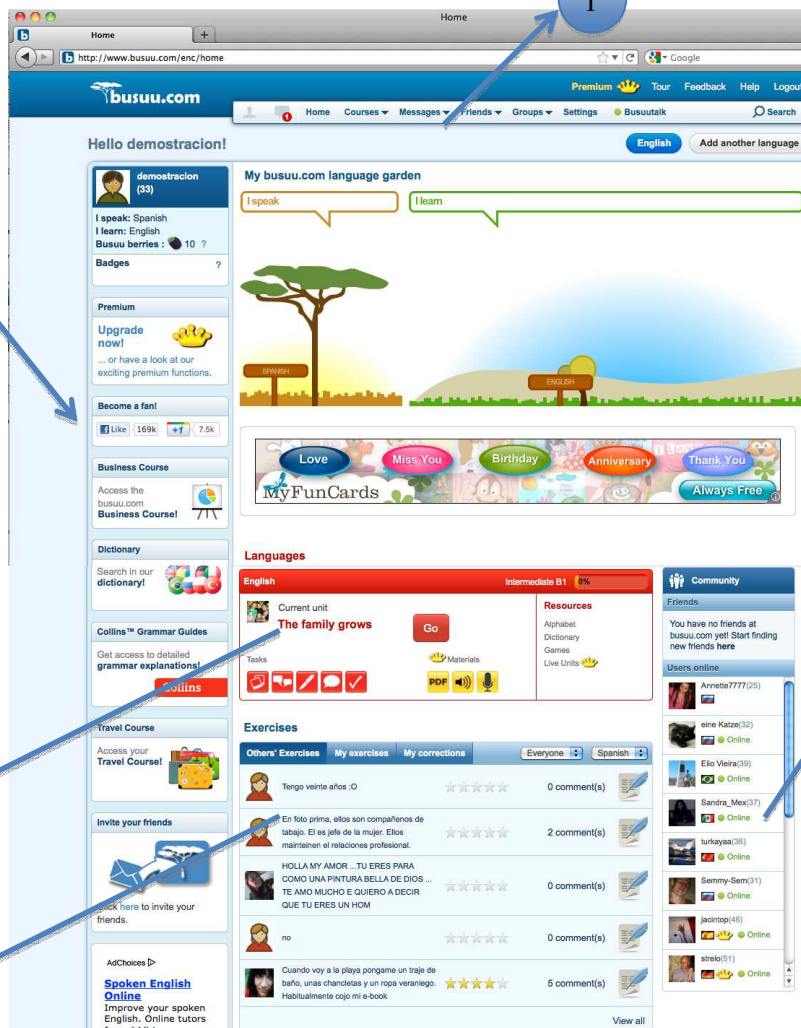 1
Home
Home
+
http://www.busuu.com/enc/home
Google
busuu.com
Premium Tour Feedback Help Logout
1 Home Courses Messages Friends Groups Settings Busuutalk Search
Hello demostracion!
English Add another language
demostracion
(33)
I speak: Spanish
I learn: English
Busuu berries : 10 ?
Badges ?
Premium
Upgrade
now!
... or have a look at our
exciting premium functions.
Become a fan!
Like 169k +1 7.5k
Business Course
Access the
busuu.com
Business Course!
Dictionary
Search in our
dictionary!
Collins™ Grammar Guides
Get access to detailed
grammar explanations!
Collins
Travel Course
Access your
Travel Course!
Invite your friends
Click here to invite your
friends.
AdChoices
Spoken English
Online
Improve your spoken
English. Online tutors
My busuu.com language garden
I speak
I learn
SPANISH
ENGLISH
Love Miss You Birthday Anniversary Thank You
MyFunCards
Always Free
Languages
English Intermediate B1 0%
Current unit
The family grows
Go
Tasks
Materials
PDF
Resources
Alphabet
Dictionary
Games
Live Units
Exercises
Others' Exercises My exercises My corrections Everyone Spanish
Tengo veinte años :O
0 comment(s)
En foto prima, ellos son compañenos de
tabajo. El es jefe de la mujer. Ellos
mainteinen el relaciones profesional.
2 comment(s)
HOLLA MY AMOR ...TU ERES PARA
COMO UNA PINTURA BELLA DE DIOS ...
TE AMO MUCHO E QUIERO A DECIR
QUE TU ERES UN HOM
0 comment(s)
no
0 comment(s)
Cuando voy a la playa pongame un traje de
baño, unas chancletas y un ropa veraniego.
Habitualmente cojo mi e-book
5 comment(s)
View all
Community
Friends
You have no friends at
busuu.com yet! Start finding
new friends here
Users online
Annette7777(25)
eine Katze(32)
Online
Elio Vieira(39)
Online
Sandra_Mex(37)
Online
turkayaa(36)
Online
Semmy-Sem(31)
Online
jacintop(46)
Online
strelo(51)
Online